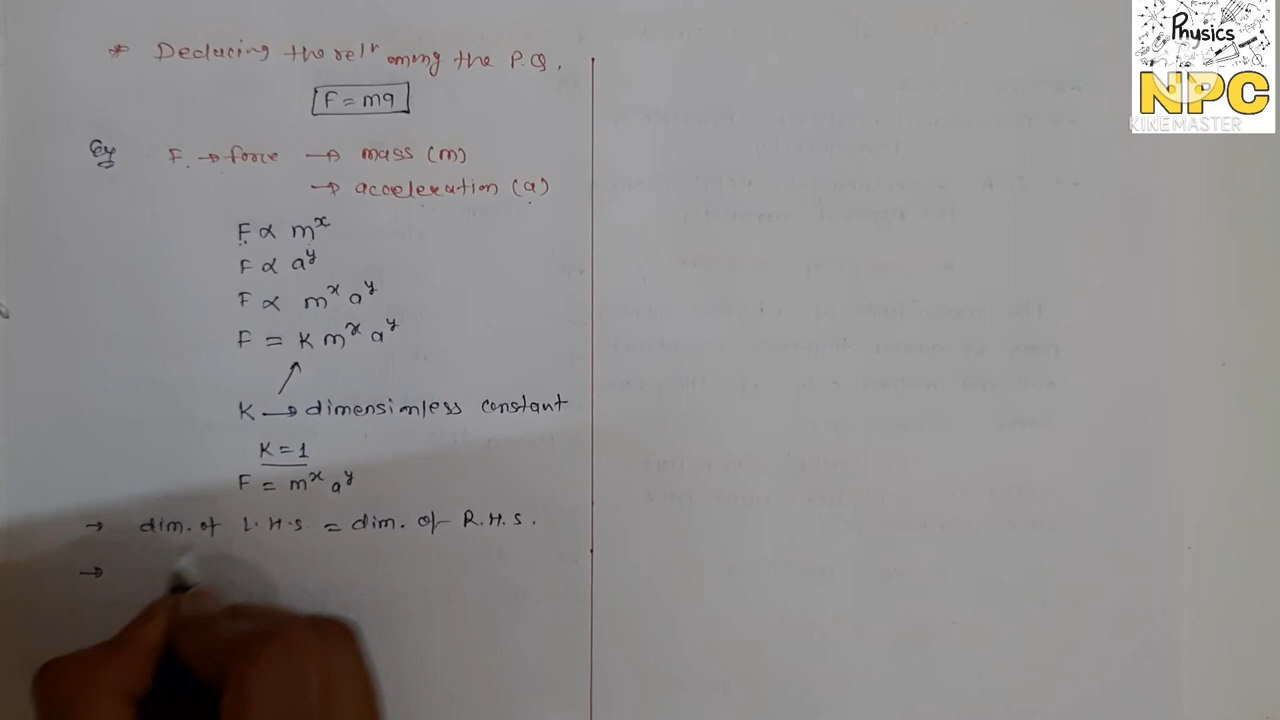 * Deducing the relⁿ among the P.Q.
F = ma
Ex F → force → mass (m)
→ acceleration (a)
F ∝ m^x
F ∝ a^y
F ∝ m^x a^y
F = K m^x a^y
K → dimensionless constant
K = 1
F = m^x a^y
→ dim. of L.H.S = dim. of R.H.S.
→
Physics
NPC
KINEMASTER